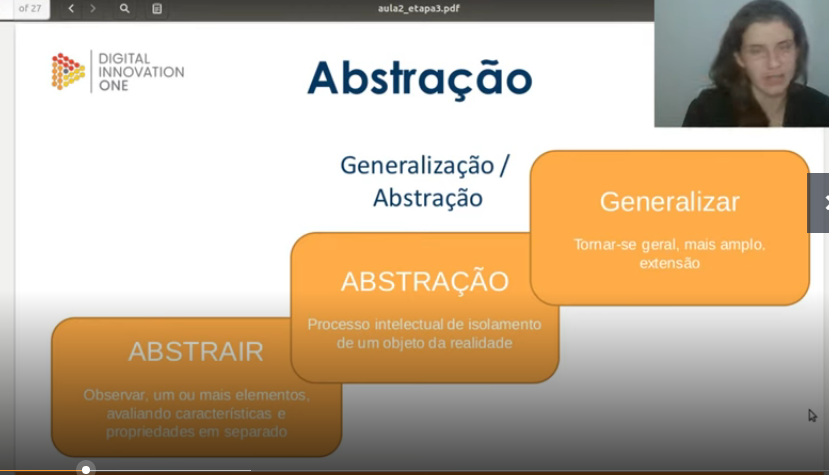 of 27
aula2_etapa3.pdf
DIGITAL
INNOVATION
ONE
Abstração
Generalização /
Abstração
Generalizar
Tornar-se geral, mais amplo,
extensão
ABSTRAÇÃO
Processo intelectual de isolamento
de um objeto da realidade
ABSTRAIR
Observar, um ou mais elementos,
avaliando características e
propriedades em separado